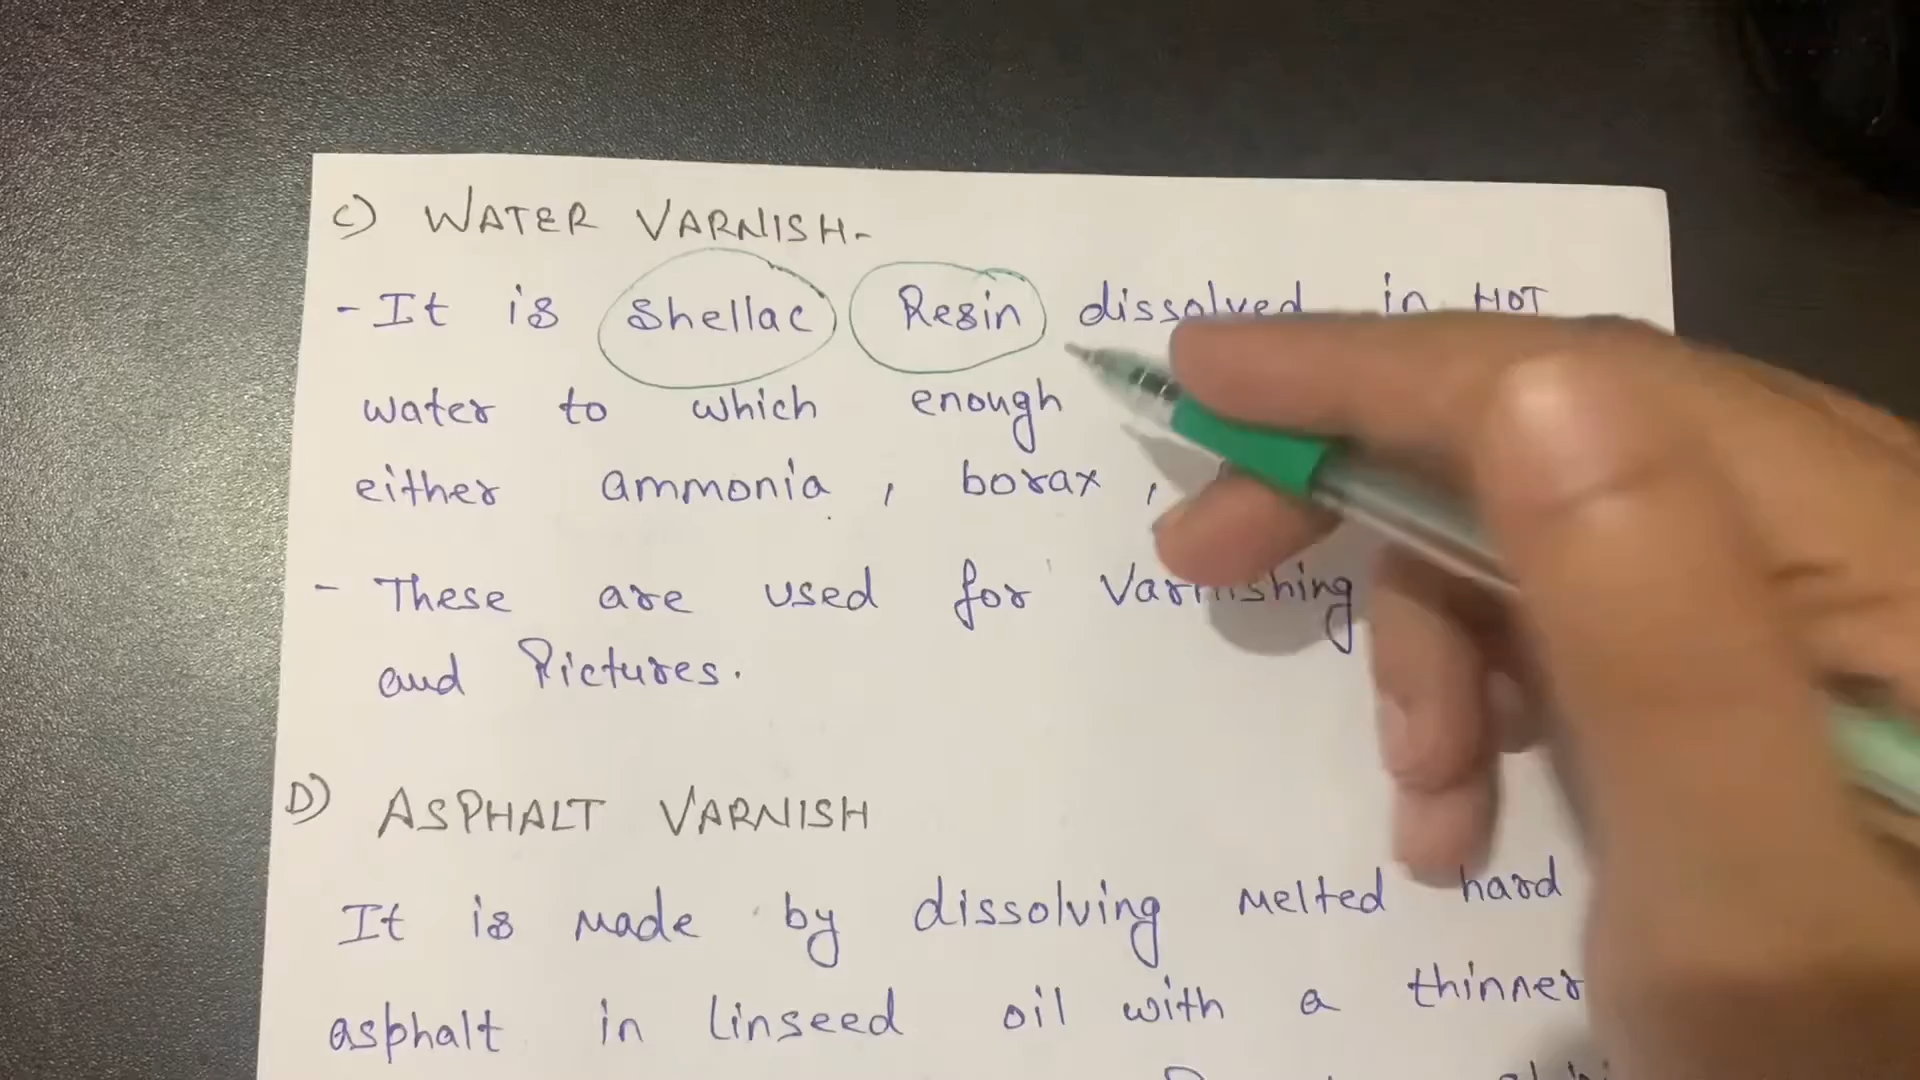 C) WATER VARNISH-
- It is Shellac Resin dissolved in HOT
water to which enough
either ammonia, borax,
- These are used for Varnishing
and Pictures.
D) ASPHALT VARNISH
It is Made by dissolving Melted hard
asphalt in linseed oil with a thinner